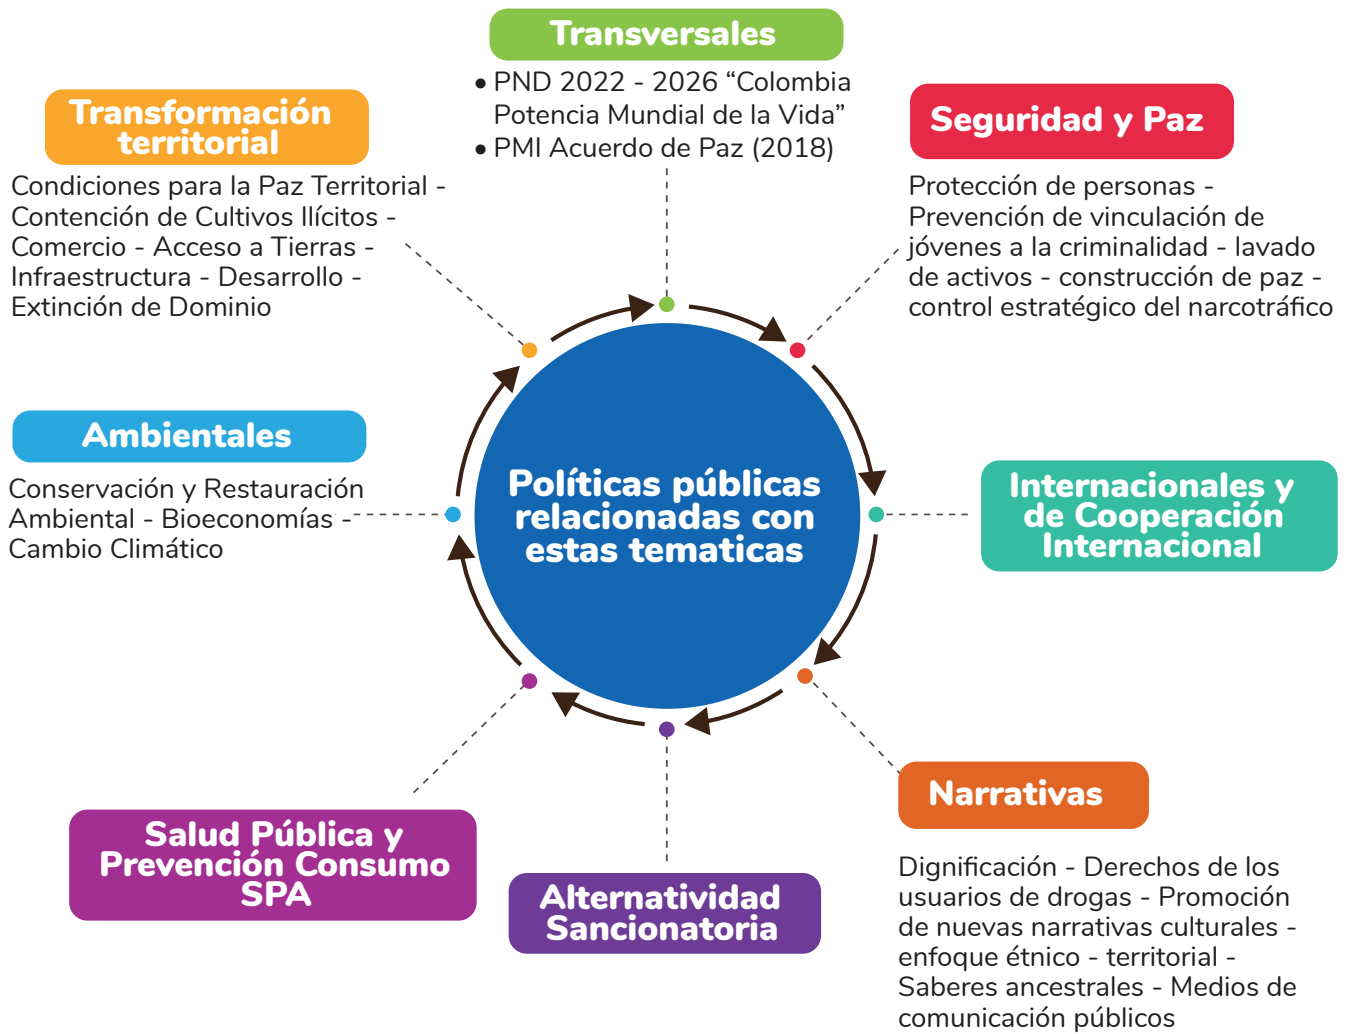 Transversales
• PND 2022 - 2026 “Colombia
Potencia Mundial de la Vida”
• PMI Acuerdo de Paz (2018)
Transformación
territorial
Condiciones para la Paz Territorial -
Contención de Cultivos Ilícitos -
Comercio - Acceso a Tierras -
Infraestructura - Desarrollo -
Extinción de Dominio
Seguridad y Paz
Protección de personas -
Prevención de vinculación de
jóvenes a la criminalidad - lavado
de activos - construcción de paz -
control estratégico del narcotráfico
Ambientales
Conservación y Restauración
Ambiental - Bioeconomías -
Cambio Climático
Políticas públicas
relacionadas con
estas tematicas
Internacionales y
de Cooperación
Internacional
Salud Pública y
Prevención Consumo
SPA
Alternatividad
Sancionatoria
Narrativas
Dignificación - Derechos de los
usuarios de drogas - Promoción
de nuevas narrativas culturales -
enfoque étnico - territorial -
Saberes ancestrales - Medios de
comunicación públicos